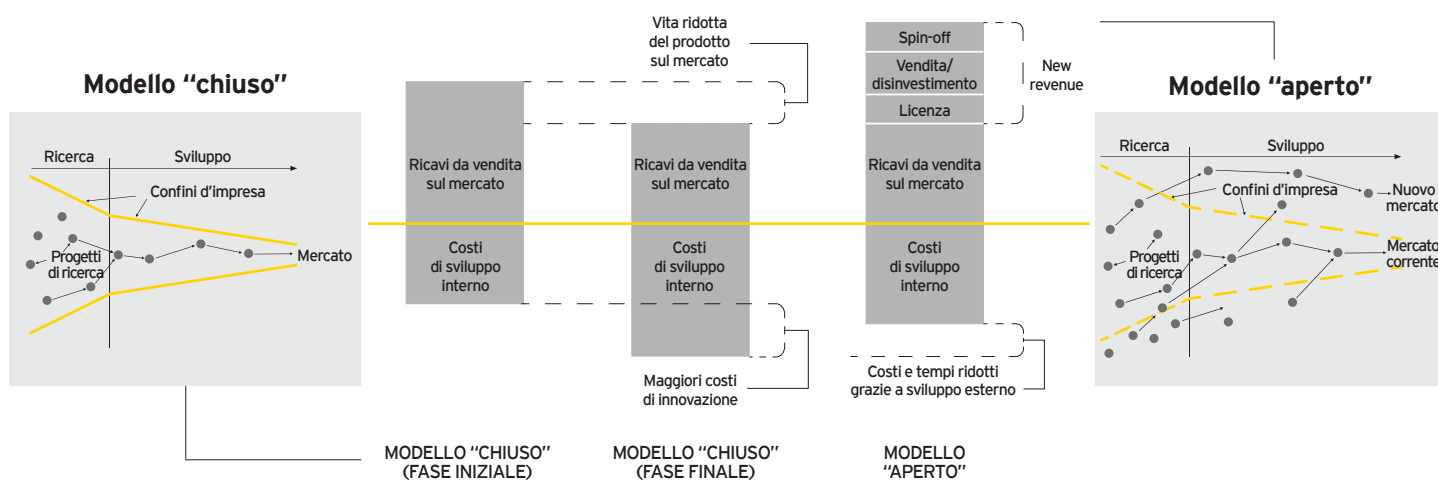 Modello “chiuso”
Ricerca
Sviluppo
Confini d’impresa
Progetti
di ricerca
Mercato
Vita ridotta
del prodotto
sul mercato
Ricavi da vendita
sul mercato
Costi
di sviluppo
interno
Ricavi da vendita
sul mercato
Costi
di sviluppo
interno
Maggiori costi
di innovazione
Spin-off
Vendita/
disinvestimento
Licenza
New
revenue
Ricavi da vendita
sul mercato
Costi
di sviluppo
interno
Costi e tempi ridotti
grazie a sviluppo esterno
Modello “aperto”
Ricerca
Sviluppo
Confini d’impresa
Nuovo
mercato
Progetti
di ricerca
Mercato
corrente
MODELLO “CHIUSO”
(FASE INIZIALE)
MODELLO “CHIUSO”
(FASE FINALE)
MODELLO
“APERTO”